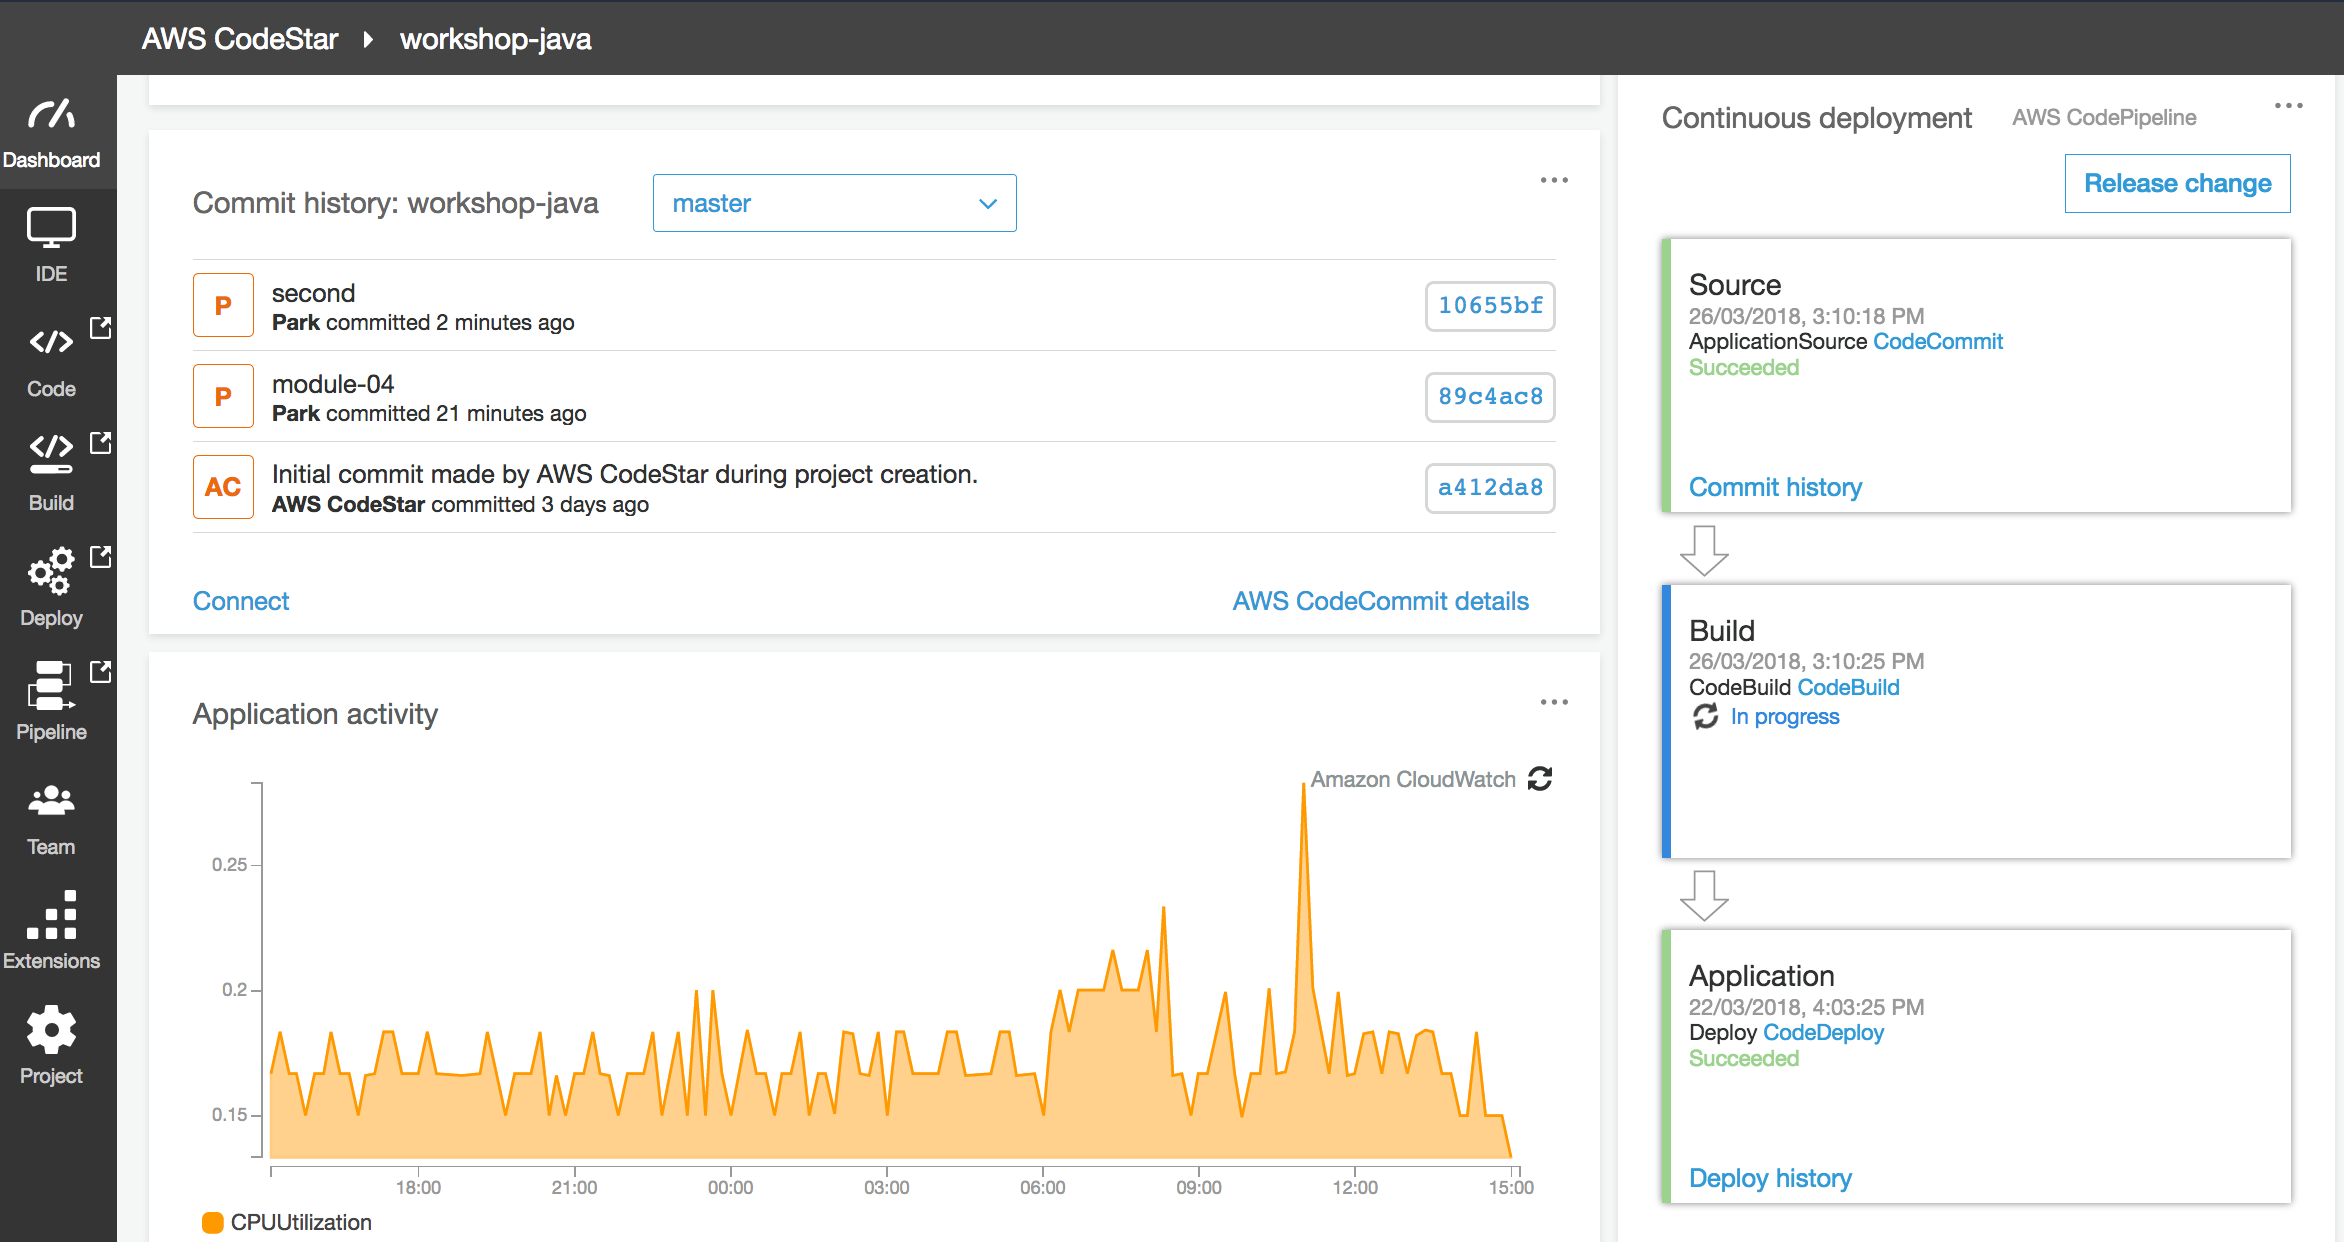 AWS CodeStar workshop-java
Dashboard
IDE
Code
Build
Deploy
Pipeline
Team
Extensions
Project
Commit history: workshop-java
master
second
Park committed 2 minutes ago
10655bf
module-04
Park committed 21 minutes ago
89c4ac8
Initial commit made by AWS CodeStar during project creation.
AWS CodeStar committed 3 days ago
a412da8
P
P
AC
Connect
AWS CodeCommit details
Application activity
Amazon CloudWatch
0.25
0.2
0.15
18:00 21:00 00:00 03:00 06:00 09:00 12:00 15:00
CPUUtilization
Continuous deployment AWS CodePipeline
Release change
Source
26/03/2018, 3:10:18 PM
ApplicationSource CodeCommit
Succeeded
Commit history
Build
26/03/2018, 3:10:25 PM
CodeBuild CodeBuild
In progress
Application
22/03/2018, 4:03:25 PM
Deploy CodeDeploy
Succeeded
Deploy history